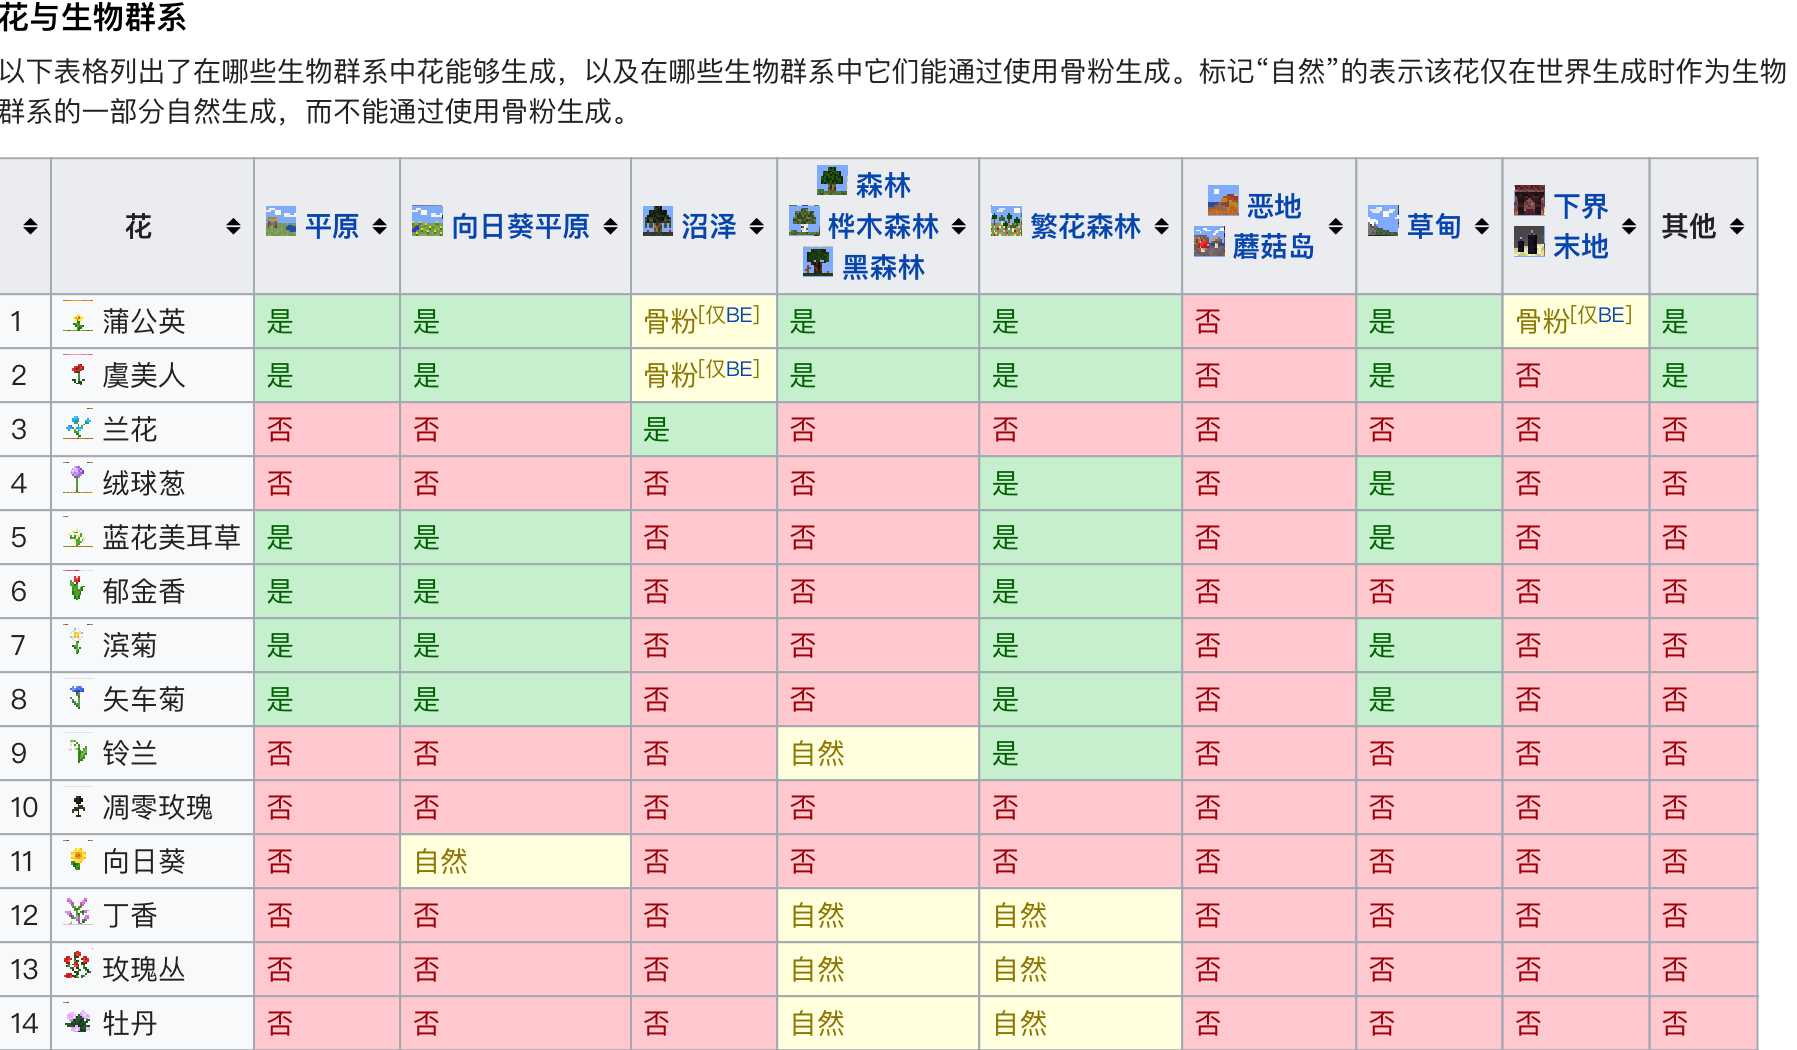 花与生物群系
以下表格列出了在哪些生物群系中花能够生成，以及在哪些生物群系中它们能通过使用骨粉生成。标记“自然”的表示该花仅在世界生成时作为生物
群系的一部分自然生成，而不能通过使用骨粉生成。
花 平原 向日葵平原 沼泽 森林 桦木森林 黑森林 繁花森林 恶地 蘑菇岛 草甸 下界 末地 其他
1 蒲公英 是 是 骨粉[仅BE] 是 是 否 是 骨粉[仅BE] 是
2 虞美人 是 是 骨粉[仅BE] 是 是 否 是 否 是
3 兰花 否 否 是 否 否 否 否 否 否
4 绒球葱 否 否 否 否 是 否 是 否 否
5 蓝花美耳草 是 是 否 否 是 否 是 否 否
6 郁金香 是 是 否 否 是 否 否 否 否
7 滨菊 是 是 否 否 是 否 是 否 否
8 矢车菊 是 是 否 否 是 否 是 否 否
9 铃兰 否 否 否 自然 是 否 否 否 否
10 凋零玫瑰 否 否 否 否 否 否 否 否 否
11 向日葵 否 自然 否 否 否 否 否 否 否
12 丁香 否 否 否 自然 自然 否 否 否 否
13 玫瑰丛 否 否 否 自然 自然 否 否 否 否
14 牡丹 否 否 否 自然 自然 否 否 否 否